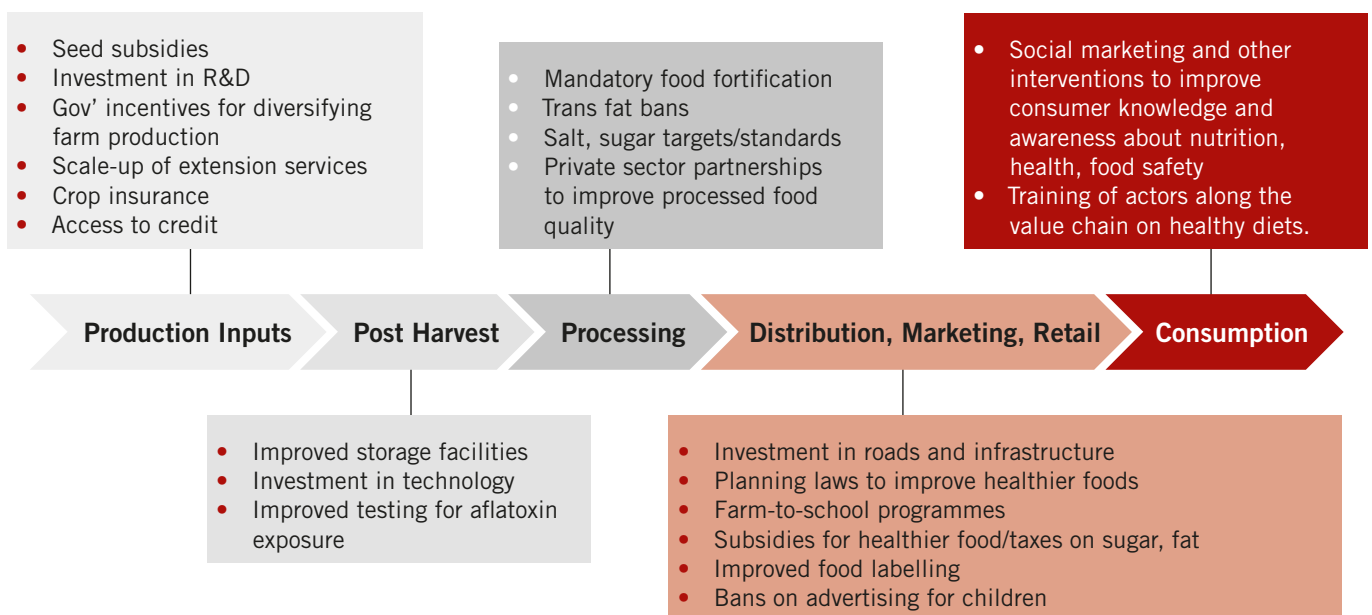 • Seed subsidies
• Investment in R&D
• Gov’ incentives for diversifying
farm production
• Scale-up of extension services
• Crop insurance
• Access to credit
• Mandatory food fortification
• Trans fat bans
• Salt, sugar targets/standards
• Private sector partnerships
to improve processed food
quality
• Social marketing and other
interventions to improve
consumer knowledge and
awareness about nutrition,
health, food safety
• Training of actors along the
value chain on healthy diets.
Production Inputs
Post Harvest
Processing
Distribution, Marketing, Retail
Consumption
• Improved storage facilities
• Investment in technology
• Improved testing for aflatoxin
exposure
• Investment in roads and infrastructure
• Planning laws to improve healthier foods
• Farm-to-school programmes
• Subsidies for healthier food/taxes on sugar, fat
• Improved food labelling
• Bans on advertising for children